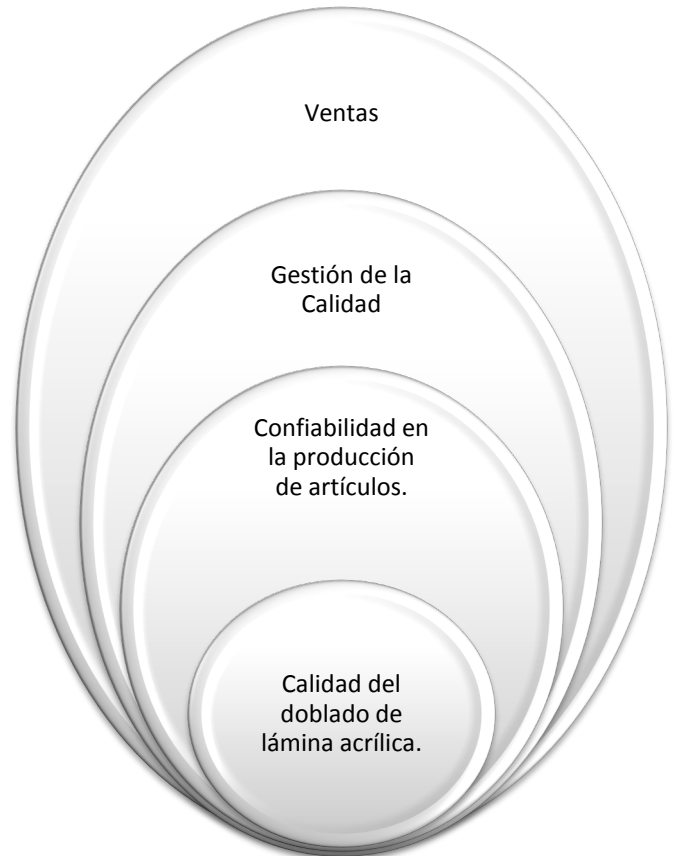 Ventas
Gestión de la
Calidad
Confiabilidad en
la producción
de artículos.
Calidad del
doblado de
lámina acrílica.